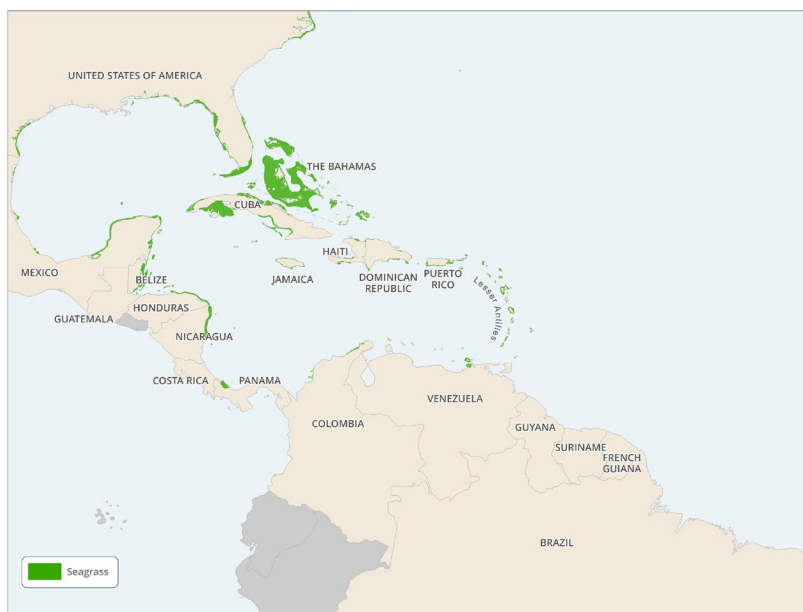 UNITED STATES OF AMERICA
THE BAHAMAS
CUBA
HAITI
MEXICO
BELIZE
JAMAICA
DOMINICAN
REPUBLIC
PUERTO
RICO
Lesser Antilles
HONDURAS
GUATEMALA
NICARAGUA
COSTA RICA
PANAMA
VENEZUELA
COLOMBIA
GUYANA
SURINAME
FRENCH
GUIANA
BRAZIL
Seagrass